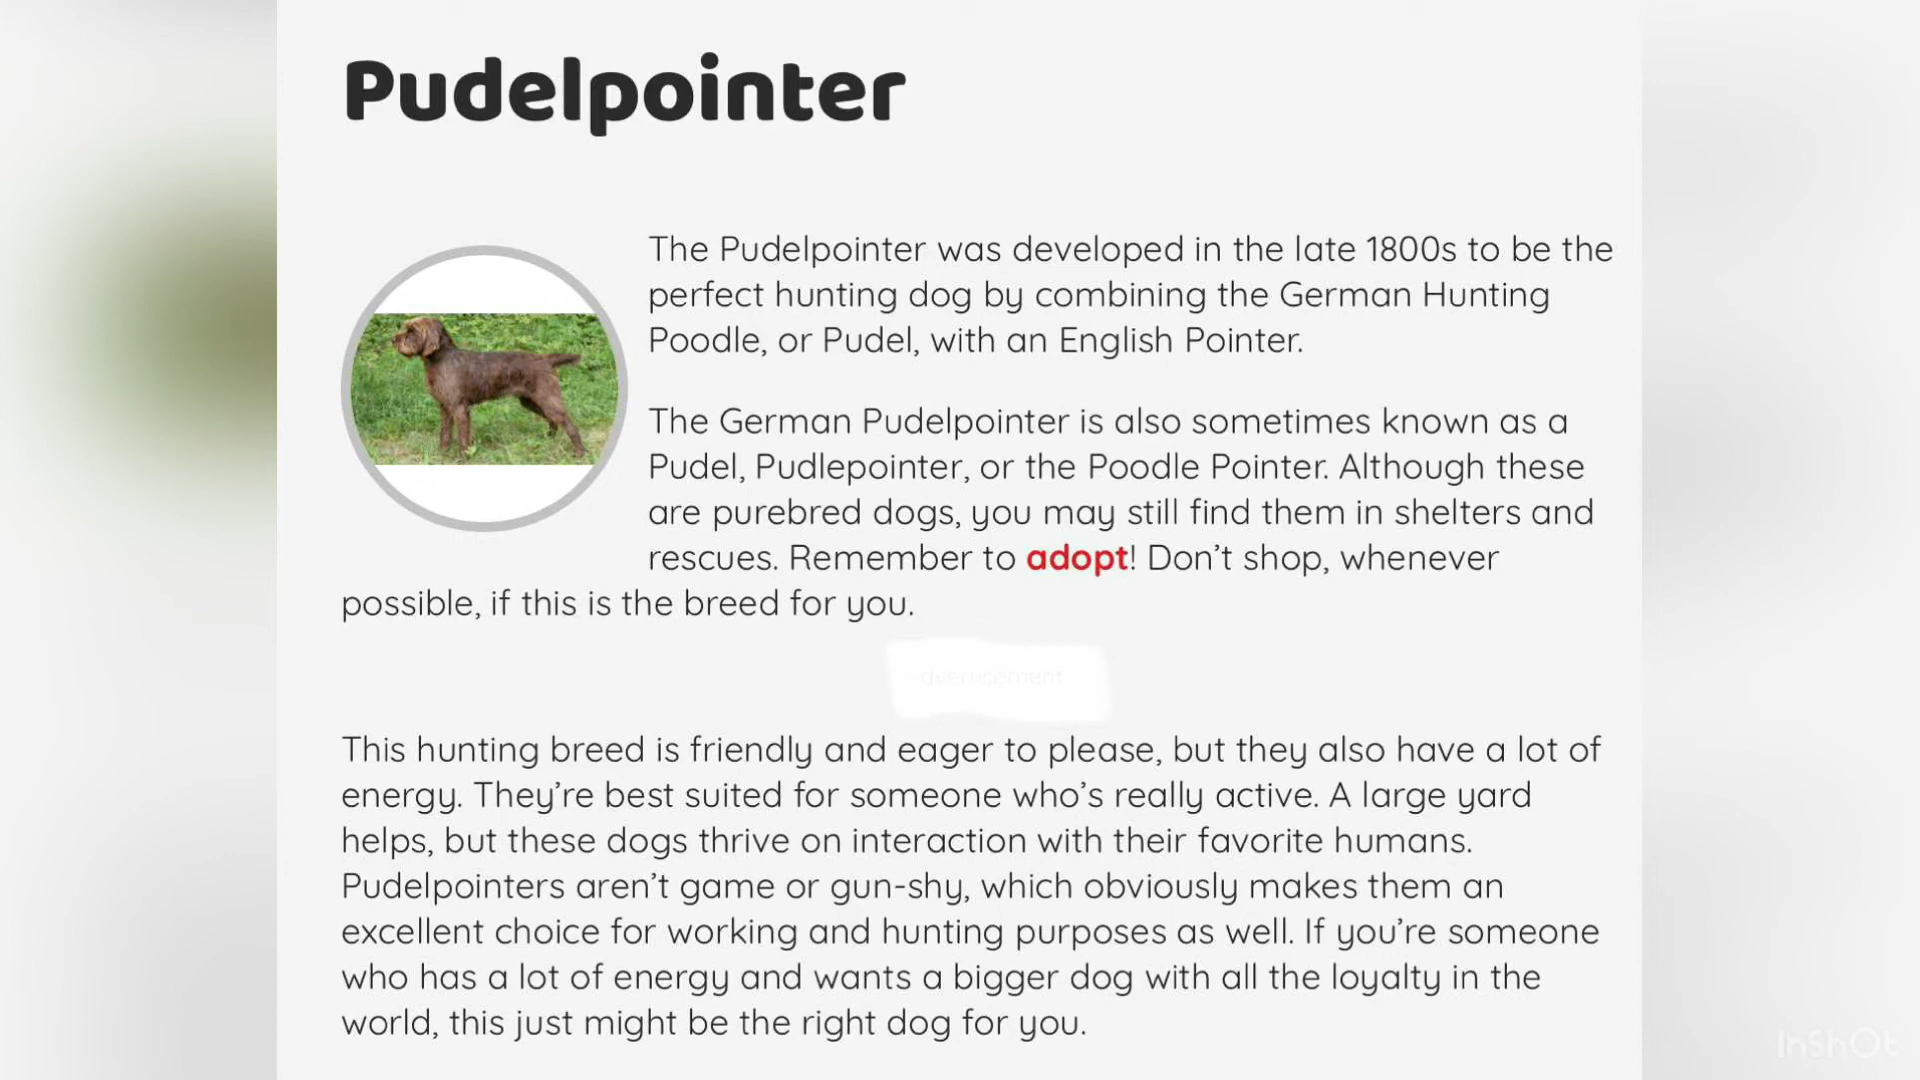 Pudelpointer
The Pudelpointer was developed in the late 1800s to be the
perfect hunting dog by combining the German Hunting
Poodle, or Pudel, with an English Pointer.
The German Pudelpointer is also sometimes known as a
Pudel, Pudlepointer, or the Poodle Pointer. Although these
are purebred dogs, you may still find them in shelters and
rescues. Remember to adopt! Don’t shop, whenever
possible, if this is the breed for you.
This hunting breed is friendly and eager to please, but they also have a lot of
energy. They’re best suited for someone who’s really active. A large yard
helps, but these dogs thrive on interaction with their favorite humans.
Pudelpointers aren’t game or gun-shy, which obviously makes them an
excellent choice for working and hunting purposes as well. If you’re someone
who has a lot of energy and wants a bigger dog with all the loyalty in the
world, this just might be the right dog for you.
InShOt